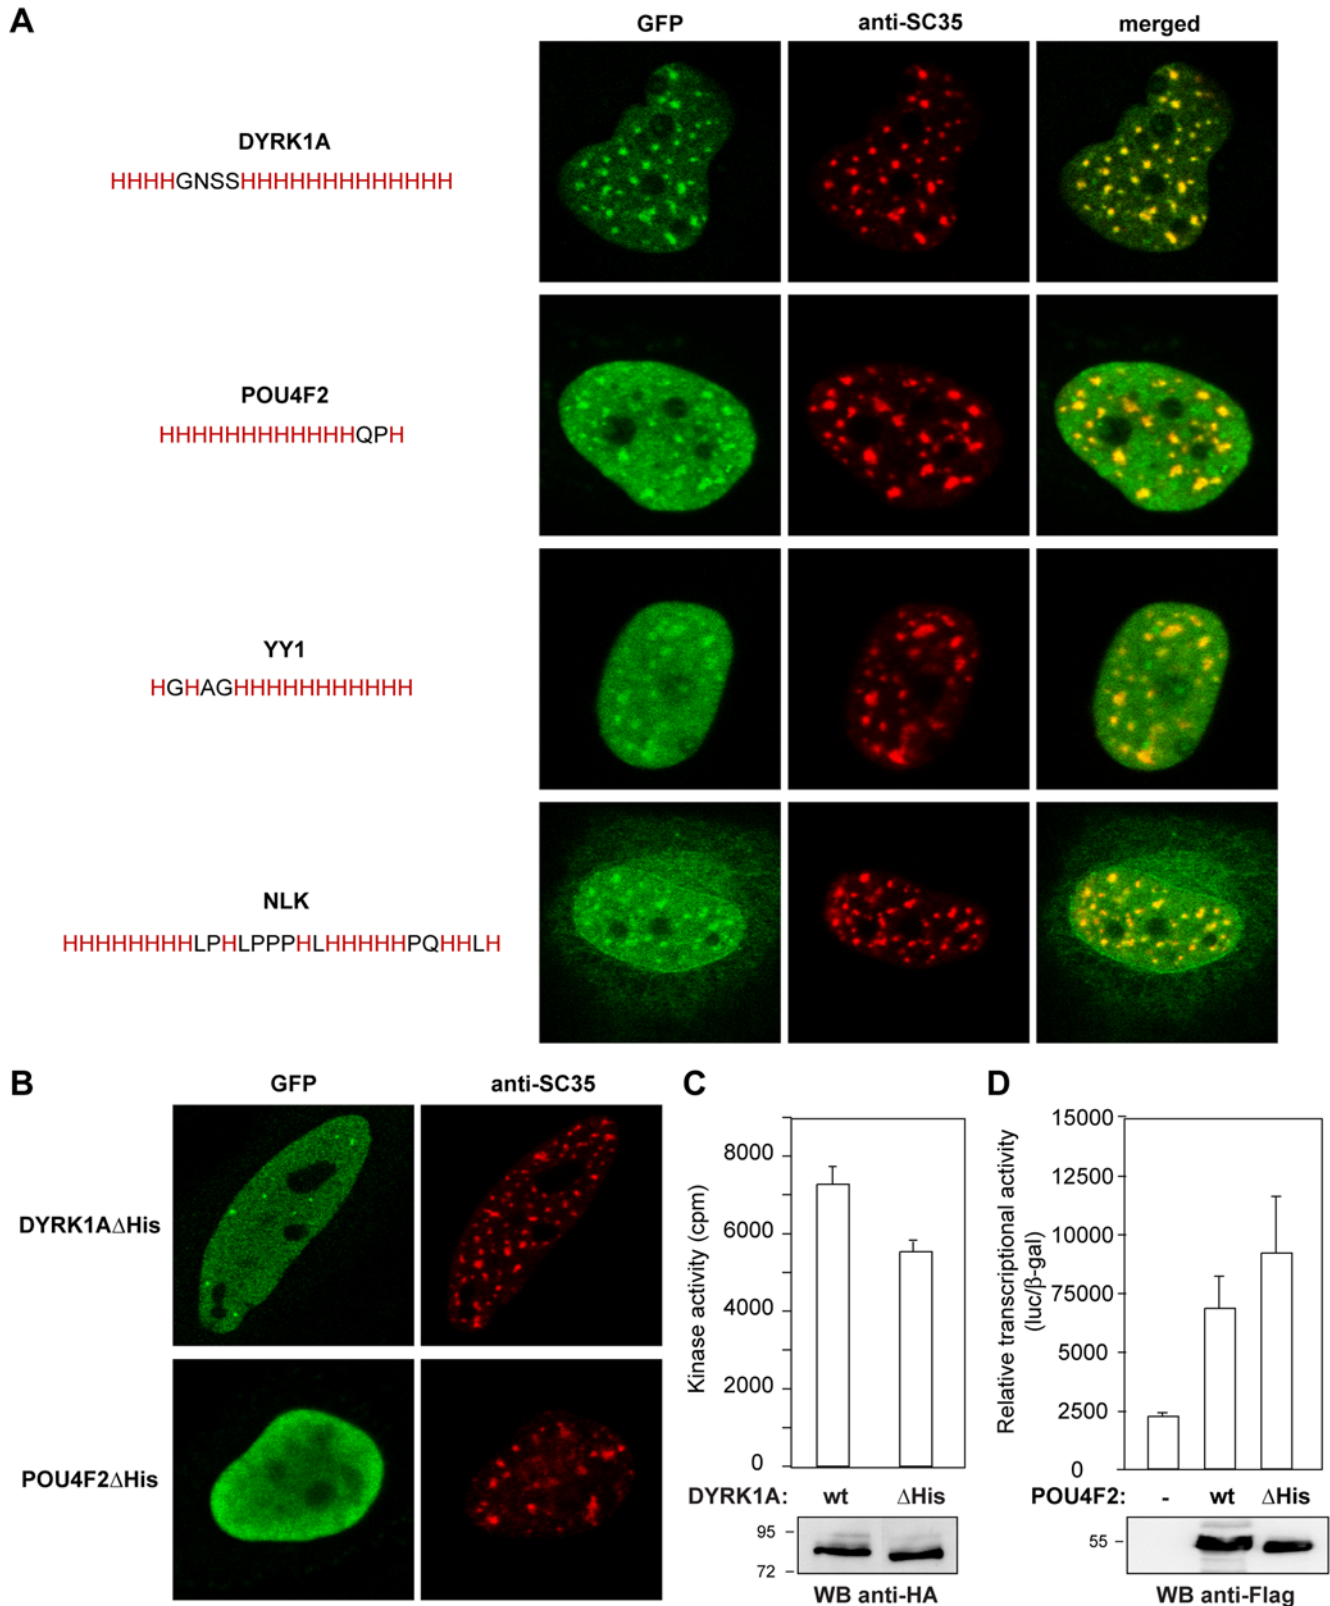 A
GFP anti-SC35 merged
DYRK1A
HHHHGNSSHHHHHHHHHHHHH
POU4F2
HHHHHHHHHHHHQPH
YY1
HGHAGHHHHHHHHHHH
NLK
HHHHHHHHLPHLPPPHLHHHHHPQHHLH
B
GFP anti-SC35
DYRK1AΔHis
POU4F2ΔHis
C
Kinase activity (cpm)
8000
6000
4000
2000
0
DYRK1A: wt ΔHis
95
72
WB anti-HA
D
Relative transcriptional activity
(luc/β-gal)
15000
12500
10000
75000
5000
2500
0
POU4F2: - wt ΔHis
55
WB anti-Flag